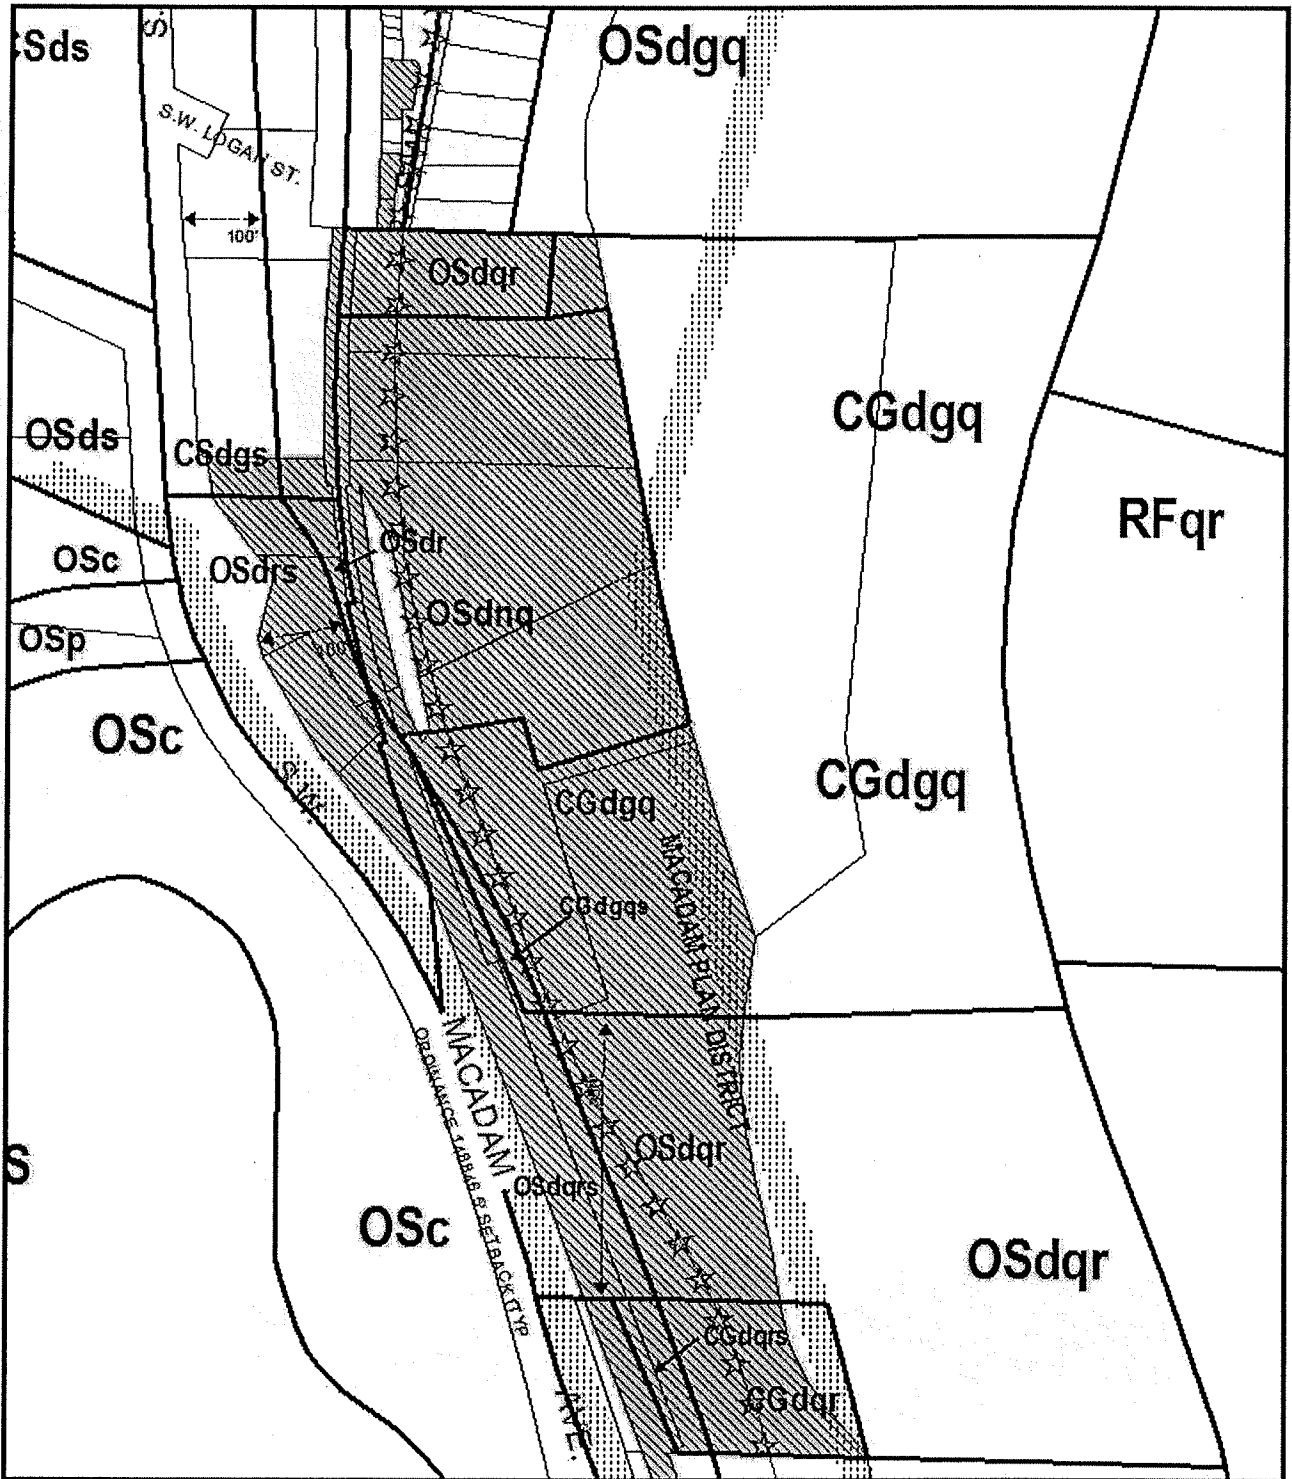 OSdgq
S.
S.W. LOGAN ST.
100'
OSdqr
CGdgq
OSds
CSdgs
RFqr
OSdr
OSc
OSdrs
OSdnq
OSp
100'
OSc
S.W.
CGdgq
CGdgq
MACADAM PLAN DISTRICT
CGdgqs
MACADAM
ORDINANCE 148846 5' SETBACK (TYP
OSdqr
S
OSdqrs
OSc
OSdqr
CGdqrs
CGdqr
AVE.